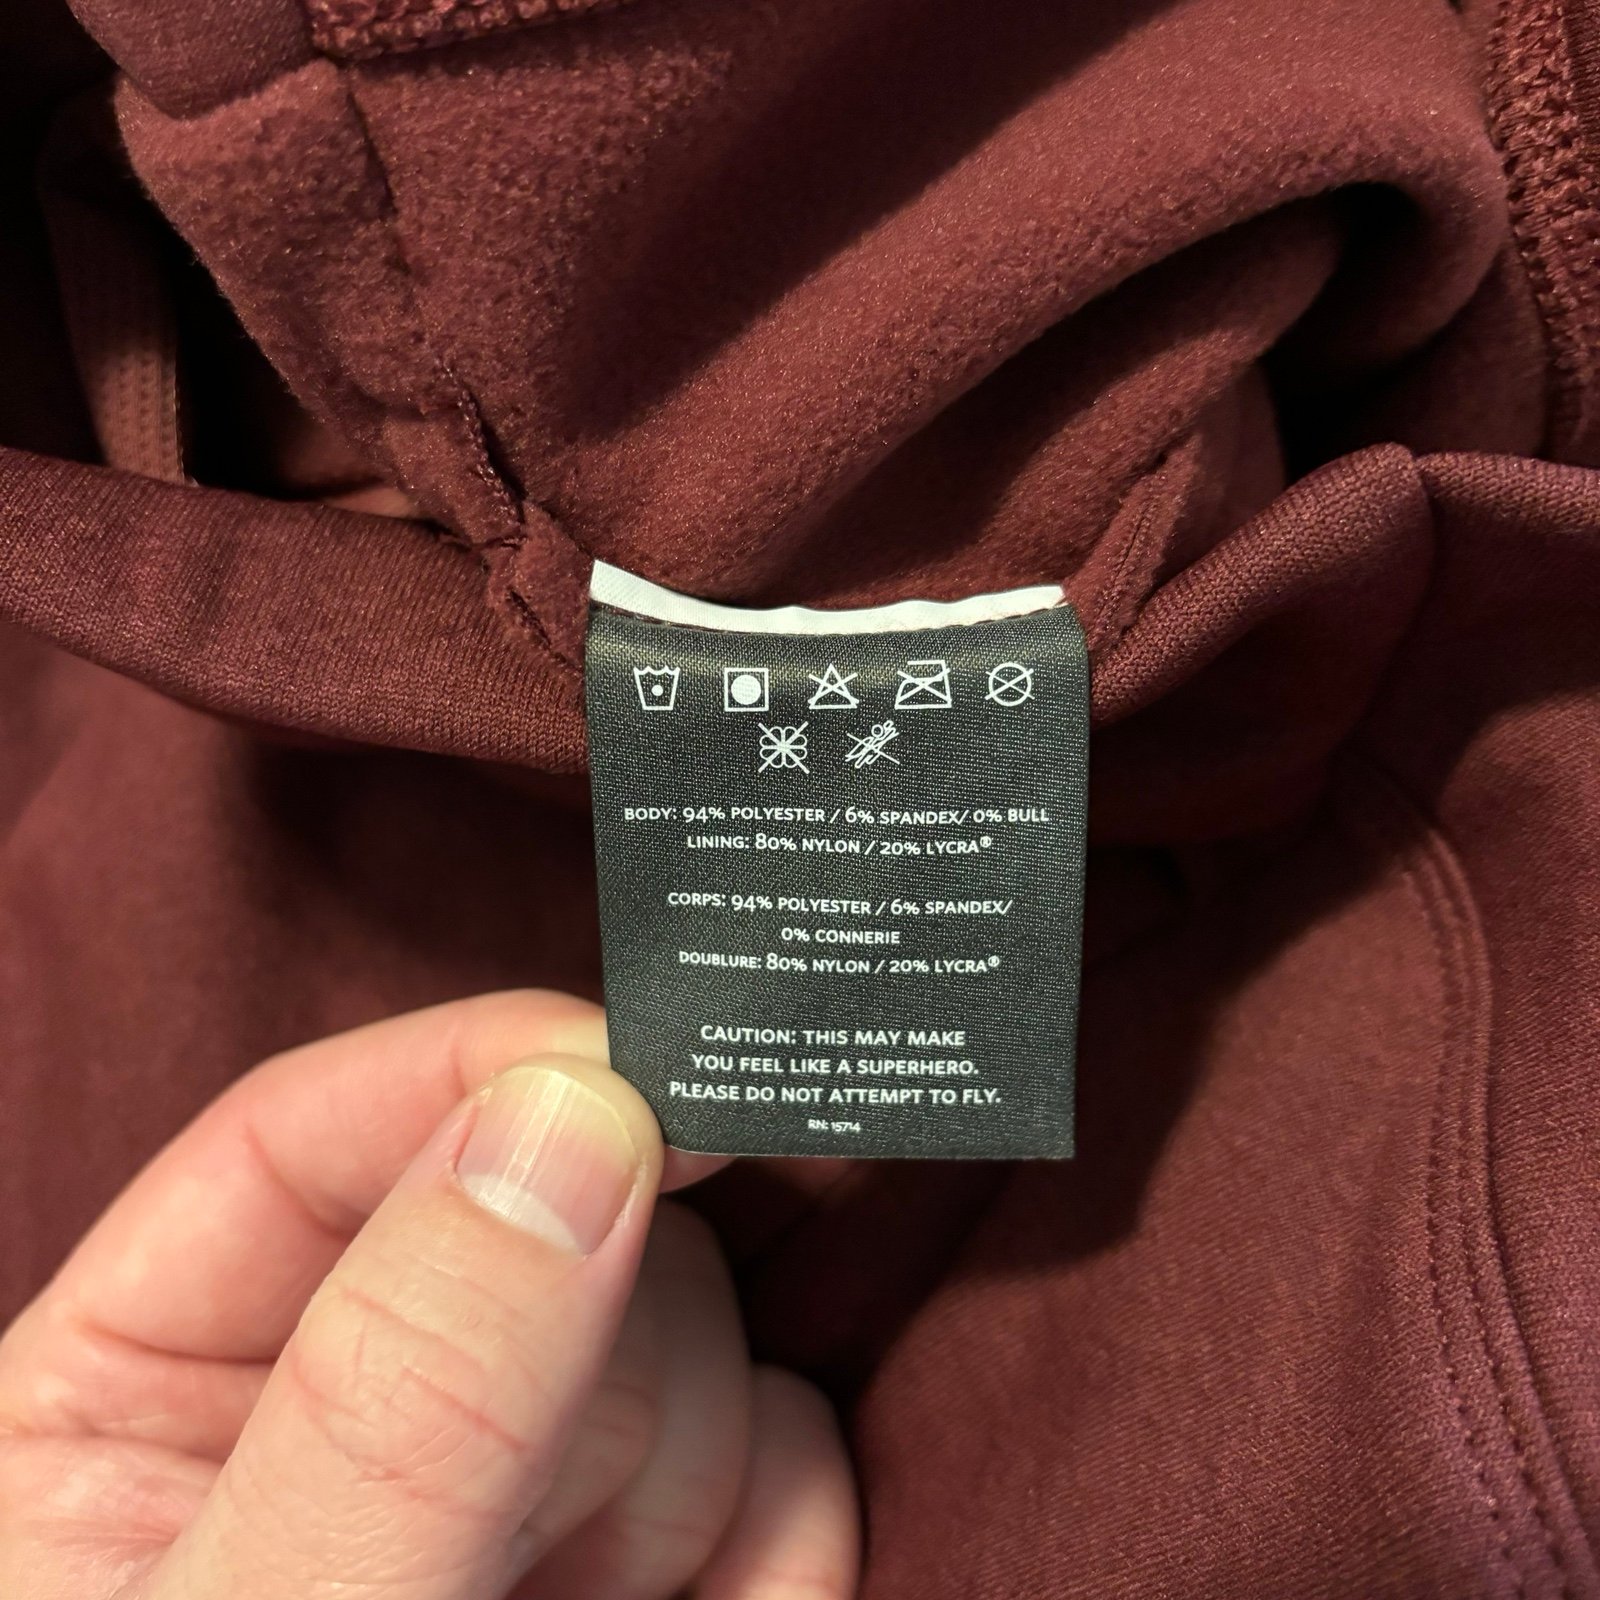 BODY: 94% POLYESTER / 6% SPANDEX/ 0% BULL
LINING: 80% NYLON / 20% LYCRA®
CORPS: 94% POLYESTER / 6% SPANDEX/
0% CONNERIE
DOUBLURE: 80% NYLON / 20% LYCRA®
CAUTION: THIS MAY MAKE
YOU FEEL LIKE A SUPERHERO.
PLEASE DO NOT ATTEMPT TO FLY.
RN: 15714